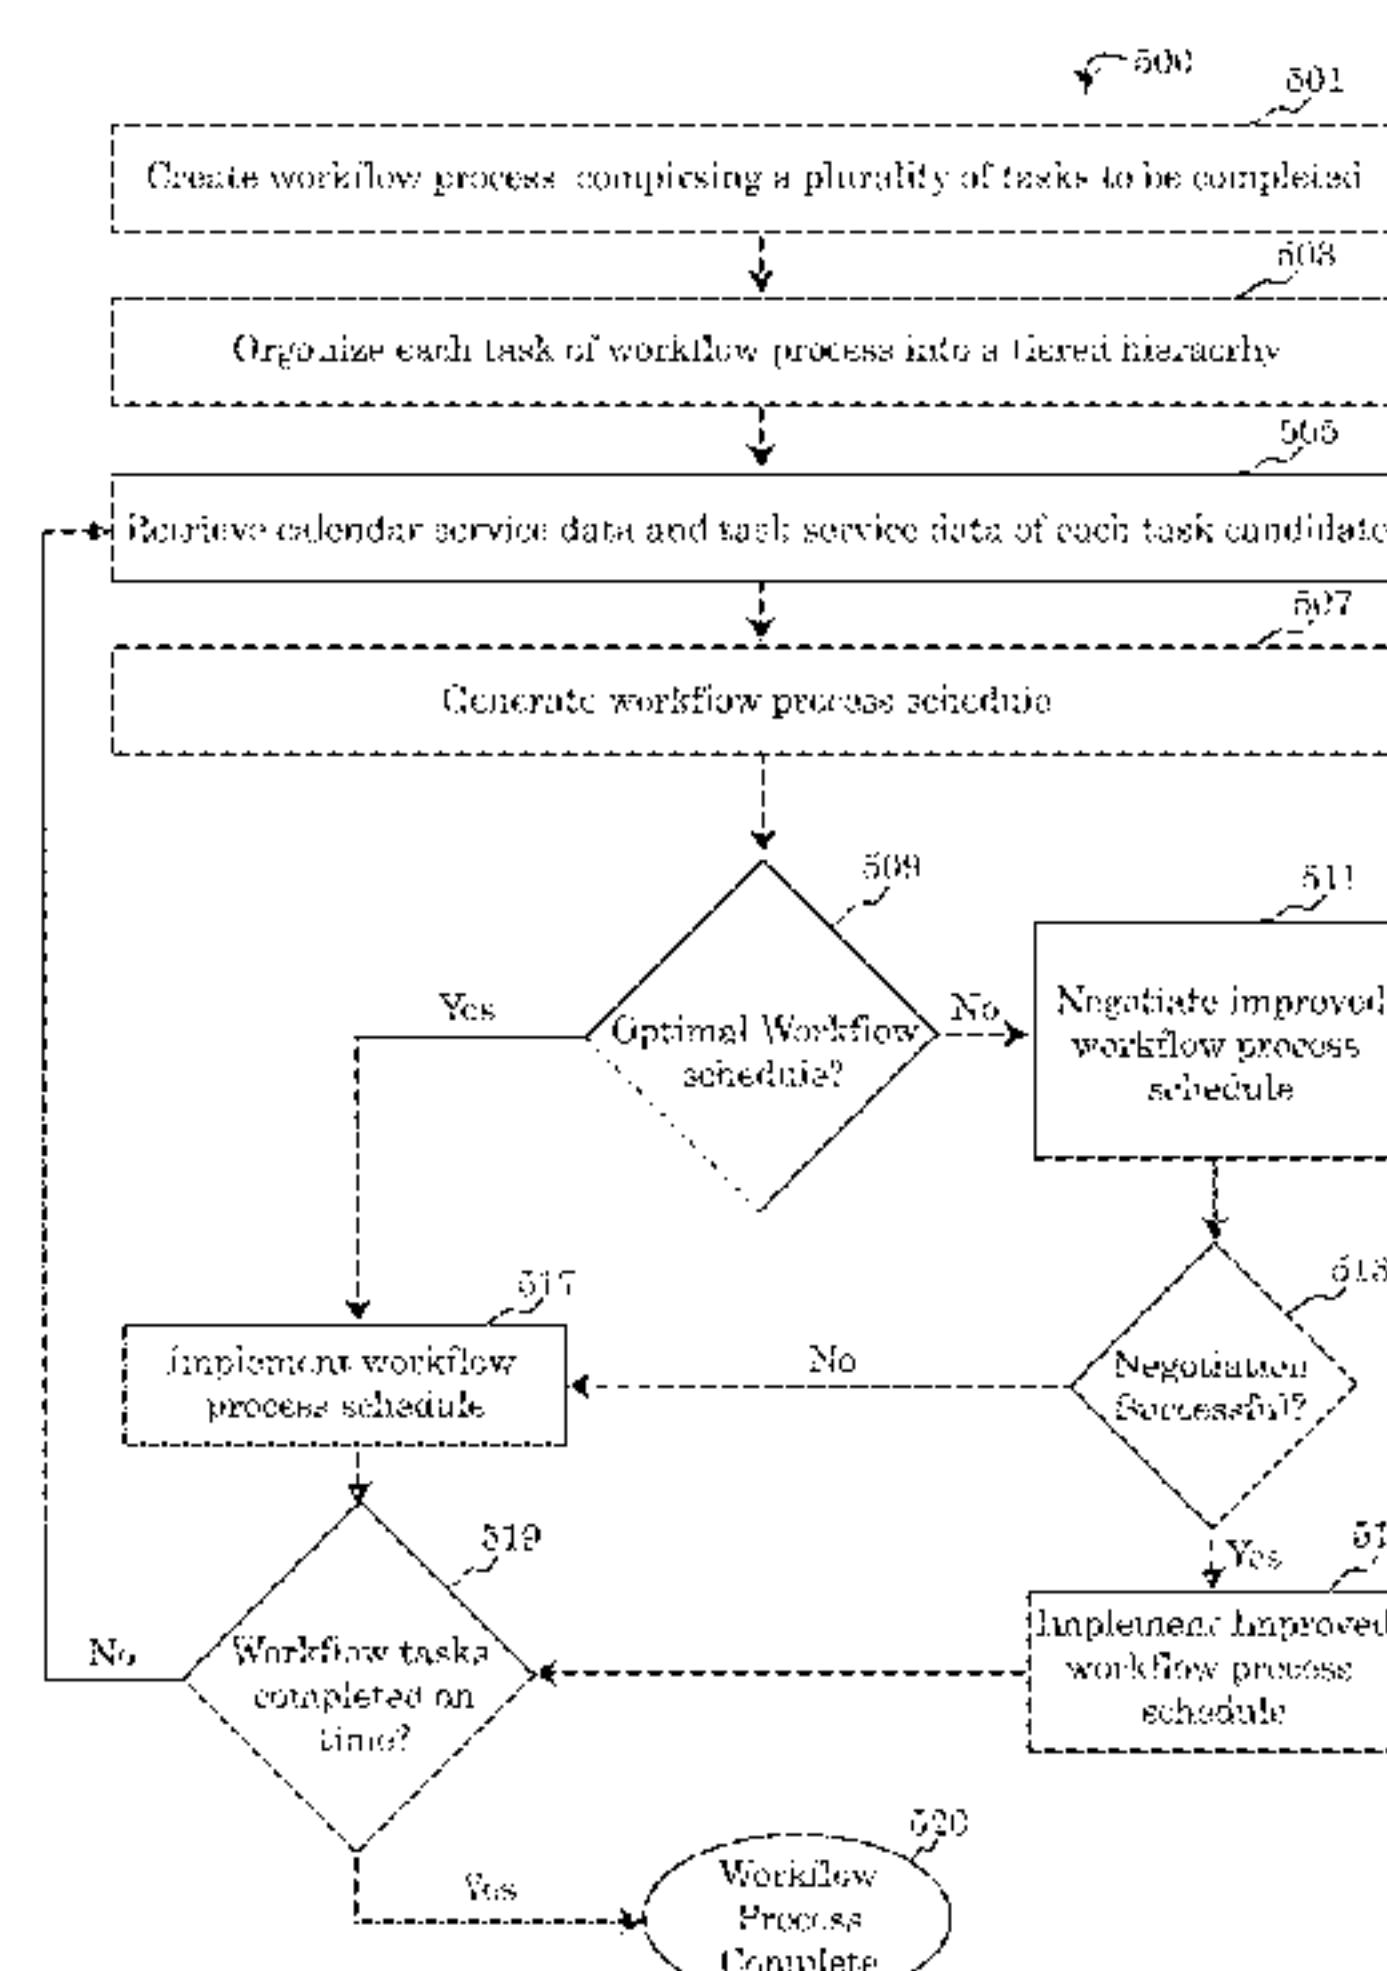 500
501
Create workflow process compirsing a plurality of tasks to be completed
503
Organize each task of workflow process into a tiered hieracrhy
505
Retrieve calendar service data and task service data of each task candidate
507
Generate workflow process schedule
509
511
Yes
No
Optimal Workflow
schedule?
Negotiate improved
workflow process
schedule
517
513
Implement workflow
process schedule
No
Negotiation
Successful?
519
Yes
51
No
Workflow tasks
completed on
time?
Implement Improved
workflow process
schedule
520
Yes
Workflow
Process
Complete